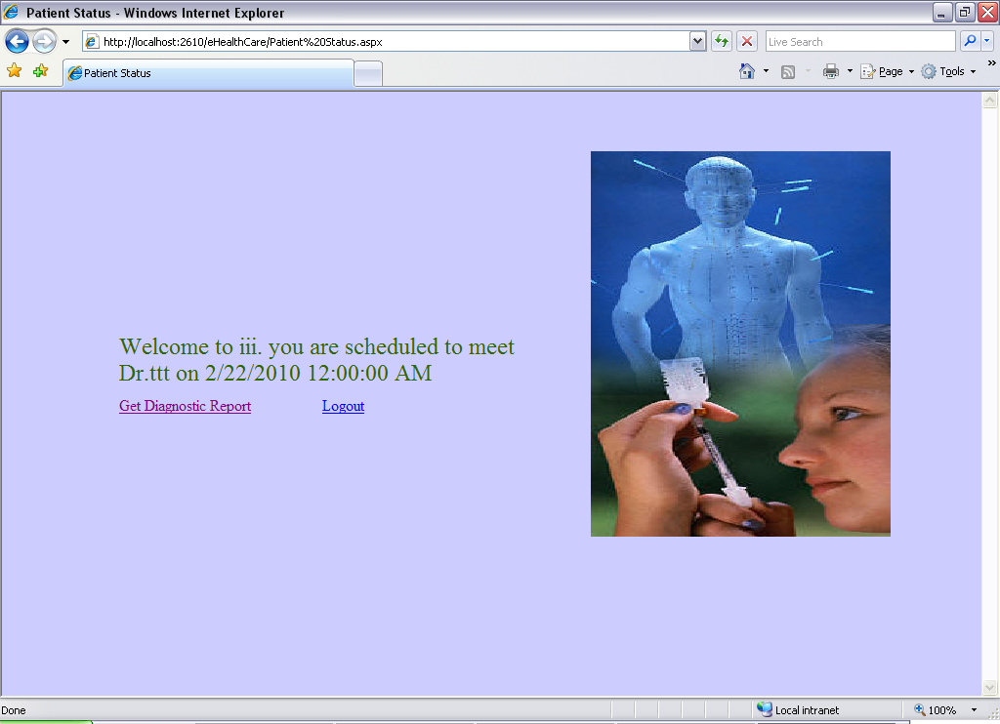 Patient Status - Windows Internet Explorer
http://localhost:2610/eHealthCare/Patient%20Status.aspx
Live Search
Patient Status
Page
Tools
»
Welcome to iii. you are scheduled to meet
Dr.ttt on 2/22/2010 12:00:00 AM
Get Diagnostic Report Logout
Done
Local intranet
100%